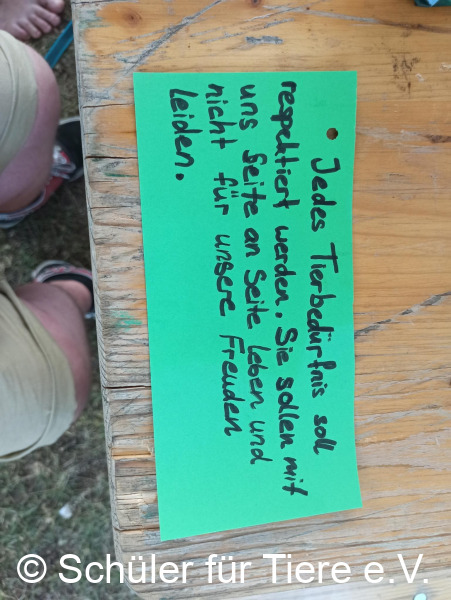 Jedes Tierbedürfnis soll
respektiert werden. Sie sollen mit
uns Seite an Seite leben und
nicht für unsere Freuden
leiden.
© Schüler für Tiere e.V.